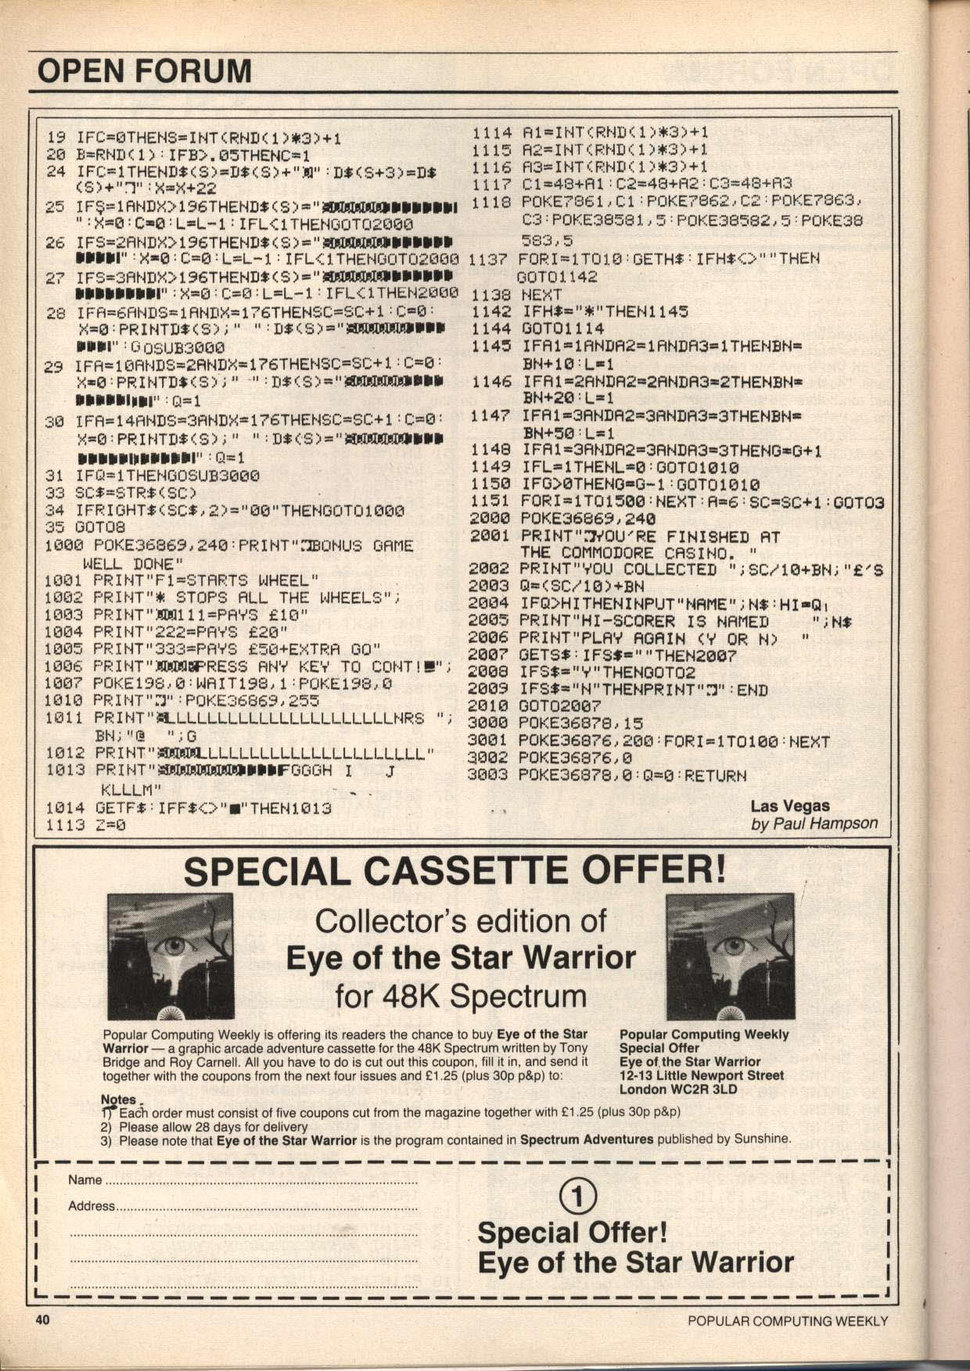 OPEN FORUM
19 IFC=0THENS=INT(RND(1)*3)+1
20 B=RND(1):IFB>.05THENC=1
24 IFC=1THEND$(S)=D$(S)+" ":D$(S+3)=D$
(S)+" ":X=X+22
25 IFS=1ANDX>196THEND$(S)="
":X=0:C=0:L=L-1:IFL<1THENGOTO2000
26 IFS=2ANDX>196THEND$(S)="
":X=0:C=0:L=L-1:IFL<1THENGOTO2000
27 IFS=3ANDX>196THEND$(S)="
":X=0:C=0:L=L-1:IFL<1THEN2000
28 IFA=6ANDS=1ANDX=176THENSC=SC+1:C=0:
X=0:PRINTD$(S);" ":D$(S)="
":GOSUB3000
29 IFA=10ANDS=2ANDX=176THENSC=SC+1:C=0:
X=0:PRINTD$(S);" ":D$(S)="
":Q=1
30 IFA=14ANDS=3ANDX=176THENSC=SC+1:C=0:
X=0:PRINTD$(S);" ":D$(S)="
":Q=1
31 IFQ=1THENGOSUB3000
33 SC$=STR$(SC)
34 IFRIGHT$(SC$,2)="00"THENGOTO1000
35 GOTO8
1000 POKE36869,240:PRINT" BONUS GAME
WELL DONE"
1001 PRINT"F1=STARTS WHEEL"
1002 PRINT"* STOPS ALL THE WHEELS";
1003 PRINT" 111=PAYS £10"
1004 PRINT"222=PAYS £20"
1005 PRINT"333=PAYS £50+EXTRA GO"
1006 PRINT" PRESS ANY KEY TO CONT! ";
1007 POKE198,0:WAIT198,1:POKE198,0
1010 PRINT" ":POKE36869,255
1011 PRINT" LLLLLLLLLLLLLLLLLLLLLNRS ";
BN;"@ ";G
1012 PRINT" LLLLLLLLLLLLLLLLLLLLLL"
1013 PRINT" FGGGH I J
KLLLM"
1014 GETF$:IFF$<>" "THEN1013
1113 Z=0
1114 A1=INT(RND(1)*3)+1
1115 A2=INT(RND(1)*3)+1
1116 A3=INT(RND(1)*3)+1
1117 C1=48+A1:C2=48+A2:C3=48+A3
1118 POKE7861,C1:POKE7862,C2:POKE7863,
C3:POKE38581,5:POKE38582,5:POKE38
583,5
1137 FORI=1TO10:GETH$:IFH$<>""THEN
GOTO1142
1138 NEXT
1142 IFH$="*"THEN1145
1144 GOTO1114
1145 IFA1=1ANDA2=1ANDA3=1THENBN=
BN+10:L=1
1146 IFA1=2ANDA2=2ANDA3=2THENBN=
BN+20:L=1
1147 IFA1=3ANDA2=3ANDA3=3THENBN=
BN+50:L=1
1148 IFA1=3ANDA2=3ANDA3=3THENG=G+1
1149 IFL=1THENL=0:GOTO1010
1150 IFG>0THENG=G-1:GOTO1010
1151 FORI=1TO1500:NEXT:A=6:SC=SC+1:GOTO3
2000 POKE36869,240
2001 PRINT" YOU'RE FINISHED AT
THE COMMODORE CASINO. "
2002 PRINT"YOU COLLECTED ";SC/10+BN;"£'S
2003 Q=(SC/10)+BN
2004 IFQ>HITHENINPUT"NAME";N$:HI=Q
2005 PRINT"HI-SCORER IS NAMED ";N$
2006 PRINT"PLAY AGAIN (Y OR N) "
2007 GETS$:IFS$=""THEN2007
2008 IFS$="Y"THENGOTO2
2009 IFS$="N"THENPRINT" ":END
2010 GOTO2007
3000 POKE36878,15
3001 POKE36876,200:FORI=1TO100:NEXT
3002 POKE36876,0
3003 POKE36878,0:Q=0:RETURN
Las Vegas
by Paul Hampson
SPECIAL CASSETTE OFFER!
Collector's edition of
Eye of the Star Warrior
for 48K Spectrum
Popular Computing Weekly is offering its readers the chance to buy Eye of the Star
Warrior — a graphic arcade adventure cassette for the 48K Spectrum written by Tony
Bridge and Roy Carnell. All you have to do is cut out this coupon, fill it in, and send it
together with the coupons from the next four issues and £1.25 (plus 30p p&p) to:
Popular Computing Weekly
Special Offer
Eye of the Star Warrior
12-13 Little Newport Street
London WC2R 3LD
Notes
1) Each order must consist of five coupons cut from the magazine together with £1.25 (plus 30p p&p)
2) Please allow 28 days for delivery
3) Please note that Eye of the Star Warrior is the program contained in Spectrum Adventures published by Sunshine.
Name
Address
1
Special Offer!
Eye of the Star Warrior
40
POPULAR COMPUTING WEEKLY